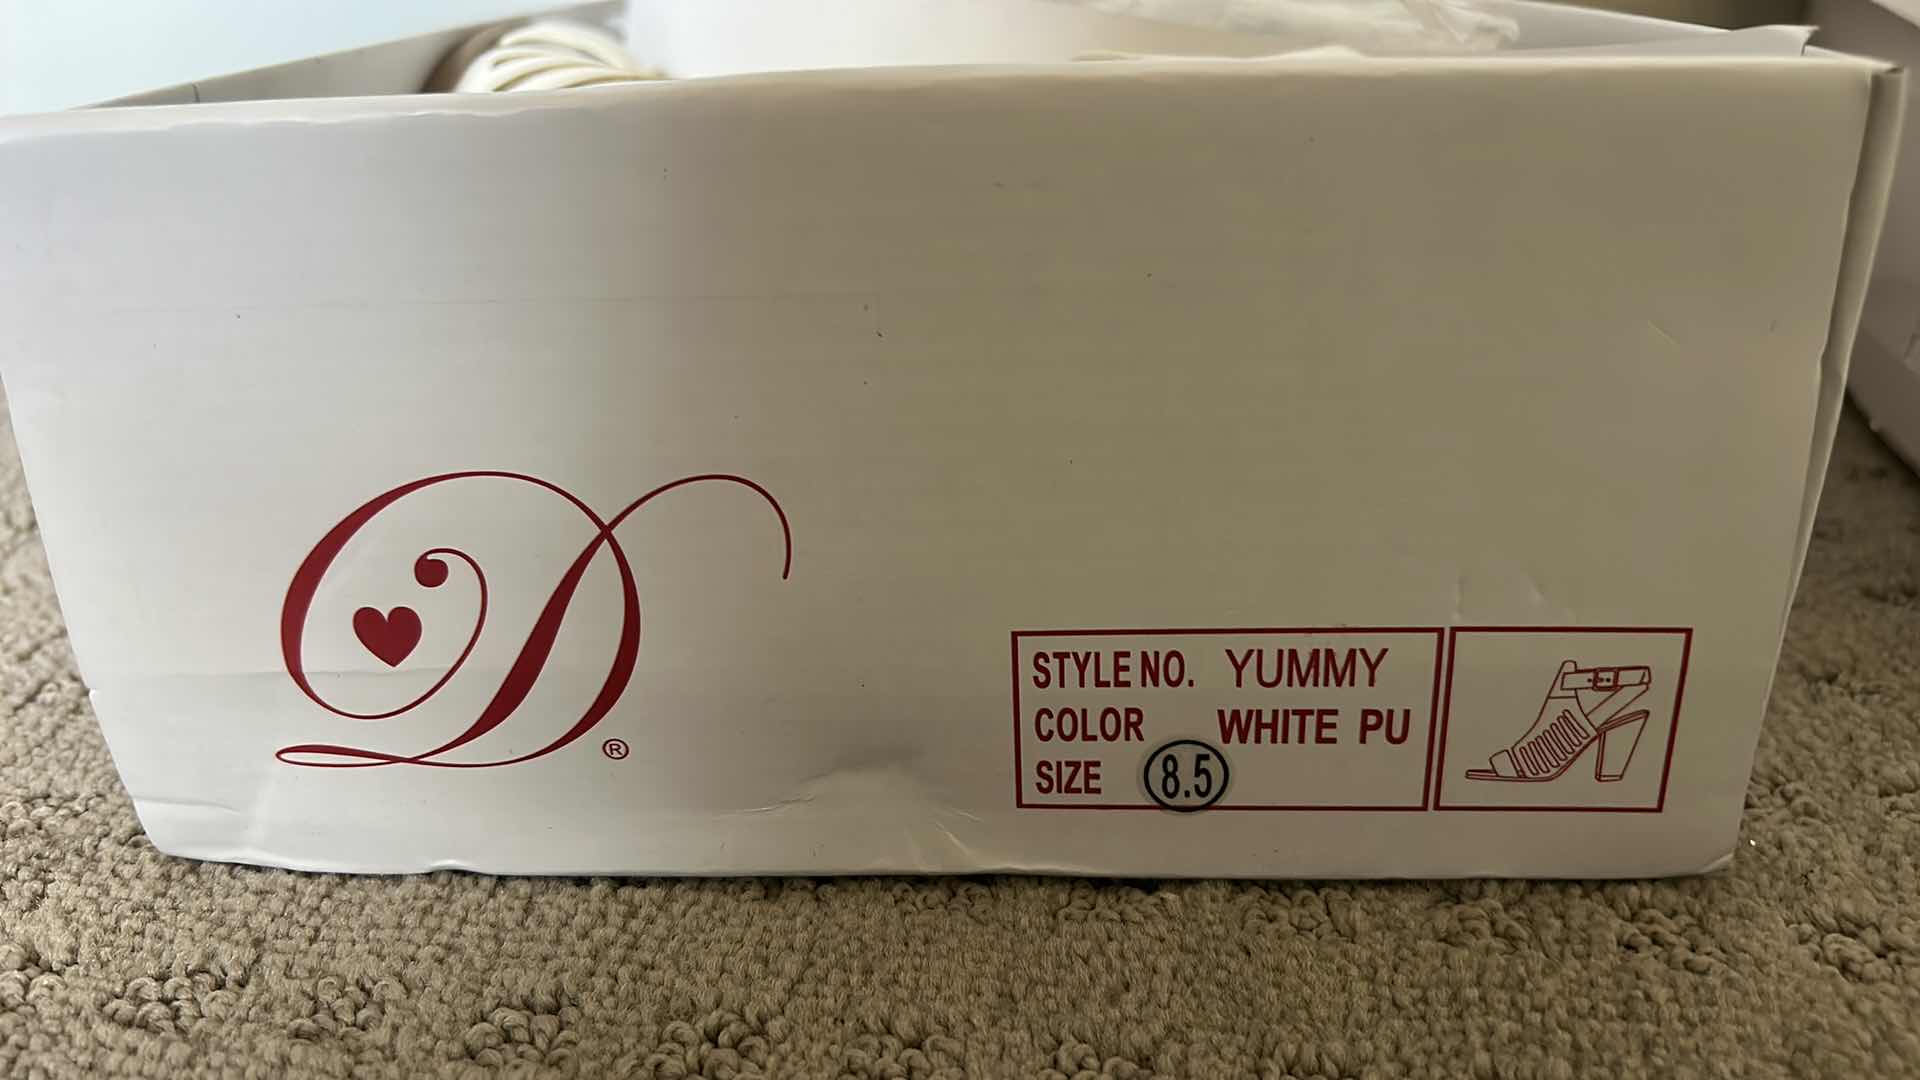 D®
STYLE NO. YUMMY
COLOR WHITE PU
SIZE 8.5